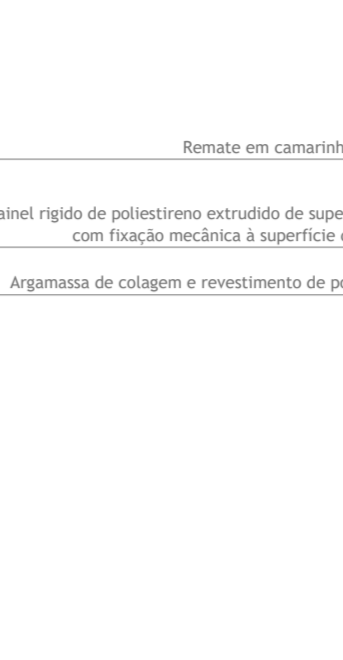 Remate em camarinh
ainel rigido de poliestireno extrudido de supe
com fixação mecânica à superfície
Argamassa de colagem e revestimento de po